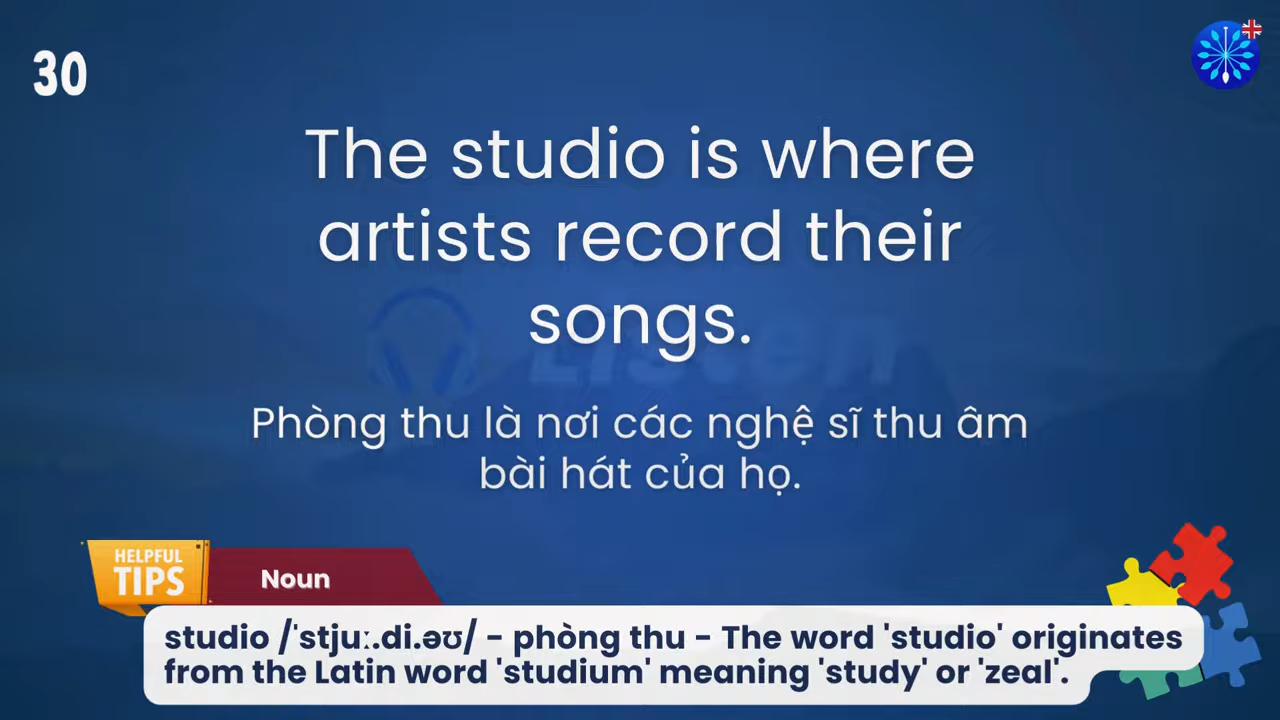 30
The studio is where
artists record their
songs.
Listen
Phòng thu là nơi các nghệ sĩ thu âm
bài hát của họ.
HELPFUL
TIPS
Noun
studio /ˈstjuː.di.əʊ/ - phòng thu - The word 'studio' originates
from the Latin word 'studium' meaning 'study' or 'zeal'.